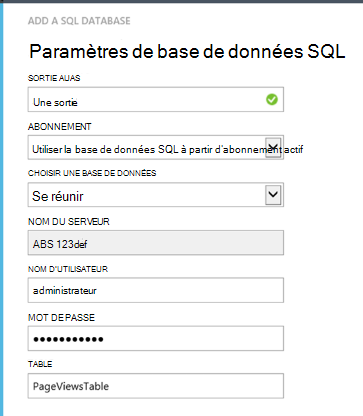 ADD A SQL DATABASE
Paramètres de base de données SQL
SORTIE AUAS
Une sortie
ABONNEMENT
Utiliser la base de données SQL à partir d'abonnement actif
CHOISIR UNE BASE DE DONNÉES
Se réunir
NOM DU SERVEUR
ABS 123def
NOM D'UTILISATEUR
administrateur
MOT DE PASSE
●●●●●●●●●●●
TABLE
PageViewsTable